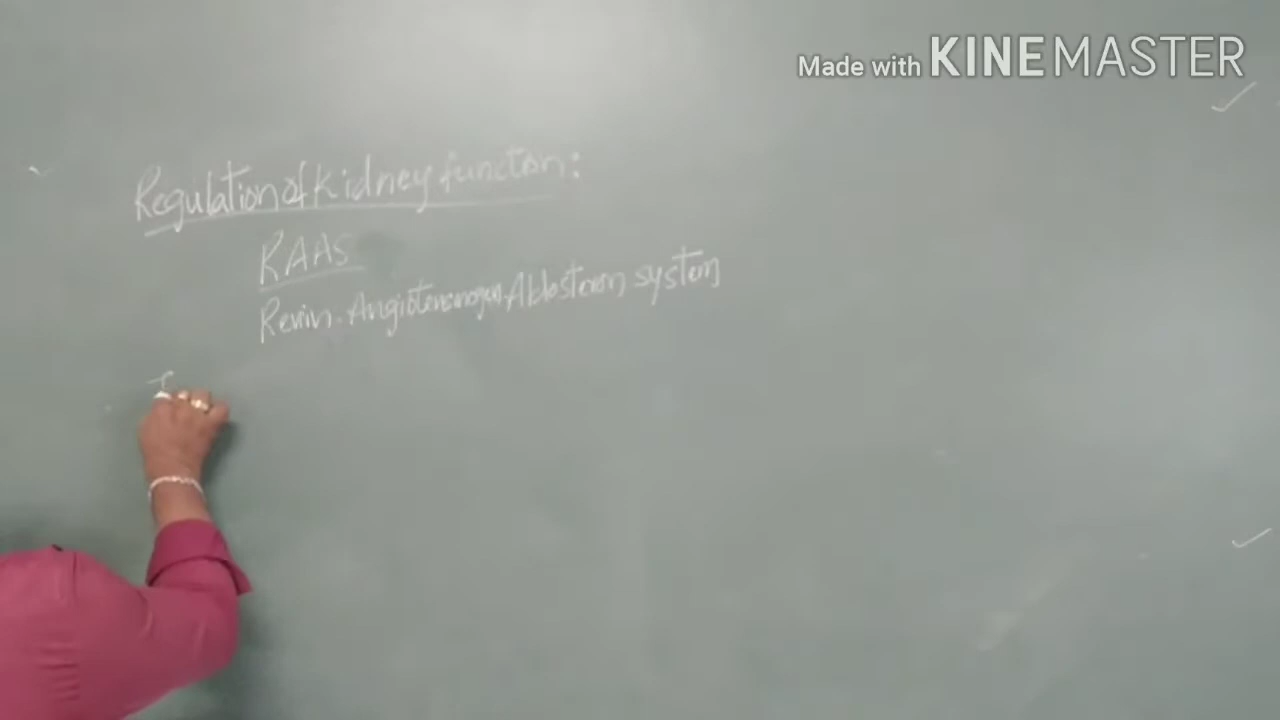 Made with KINEMASTER
Regulation of Kidney function:
RAAS
Renin-Angiotensinogen-Aldosteron system